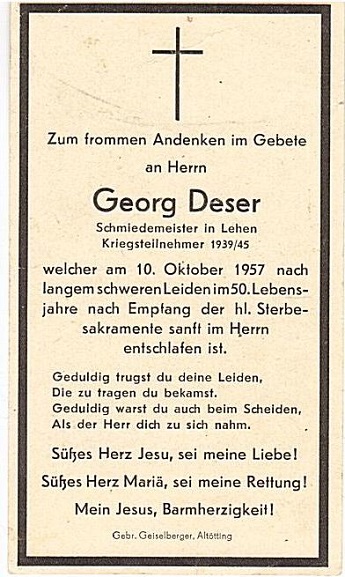 Zum frommen Andenken im Gebete
an Herrn
Georg Deser
Schmiedemeister in Lehen
Kriegsteilnehmer 1939/45
welcher am 10. Oktober 1957 nach
langem schweren Leiden im 50. Lebens-
jahre nach Empfang der hl. Sterbe-
sakramente sanft im Herrn
entschlafen ist.
Geduldig trugst du deine Leiden,
Die zu tragen du bekamst.
Geduldig warst du auch beim Scheiden,
Als der Herr dich zu sich nahm.
Süßes Herz Jesu, sei meine Liebe!
Süßes Herz Mariä, sei meine Rettung!
Mein Jesus, Barmherzigkeit!
Gebr. Geiselberger, Altötting